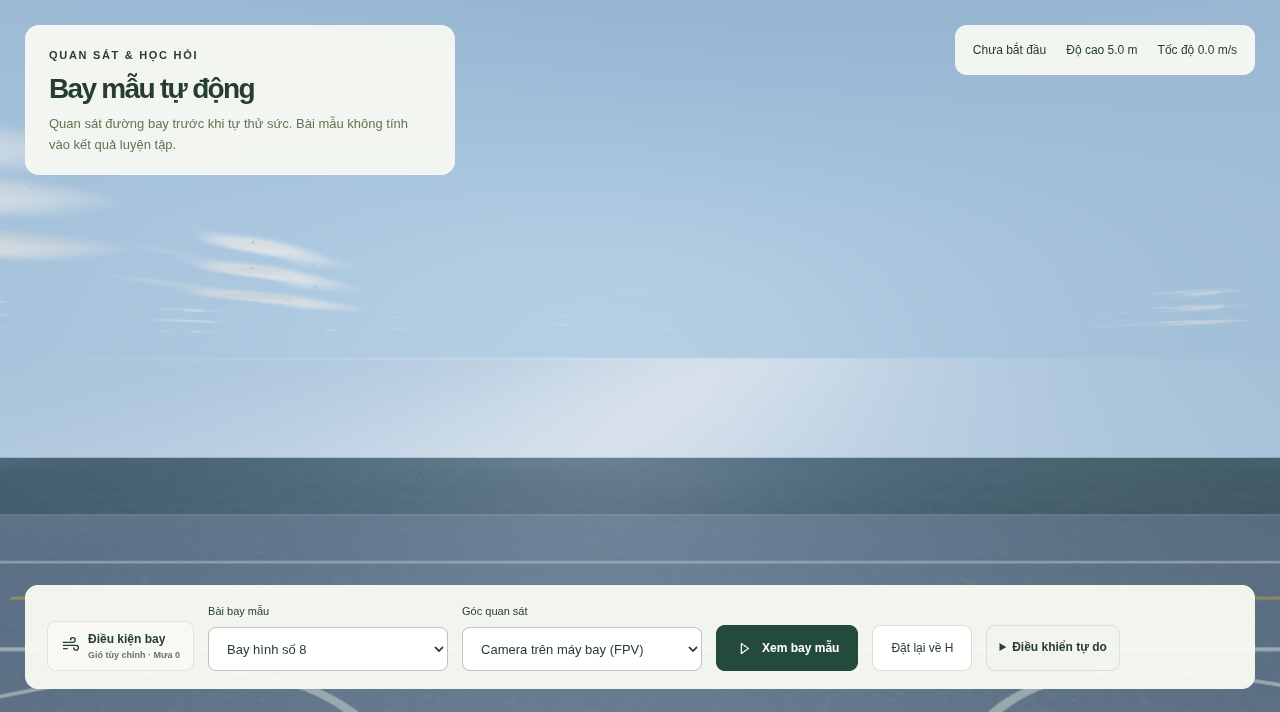 QUAN SÁT & HỌC HỎI
Bay mẫu tự động
Quan sát đường bay trước khi tự thử sức. Bài mẫu không tính
vào kết quả luyện tập.
Chưa bắt đầu Độ cao 5.0 m Tốc độ 0.0 m/s
Điều kiện bay
Gió tùy chỉnh · Mưa 0
Bài bay mẫu
Bay hình số 8
Góc quan sát
Camera trên máy bay (FPV)
Xem bay mẫu
Đặt lại về H
Điều khiển tự do